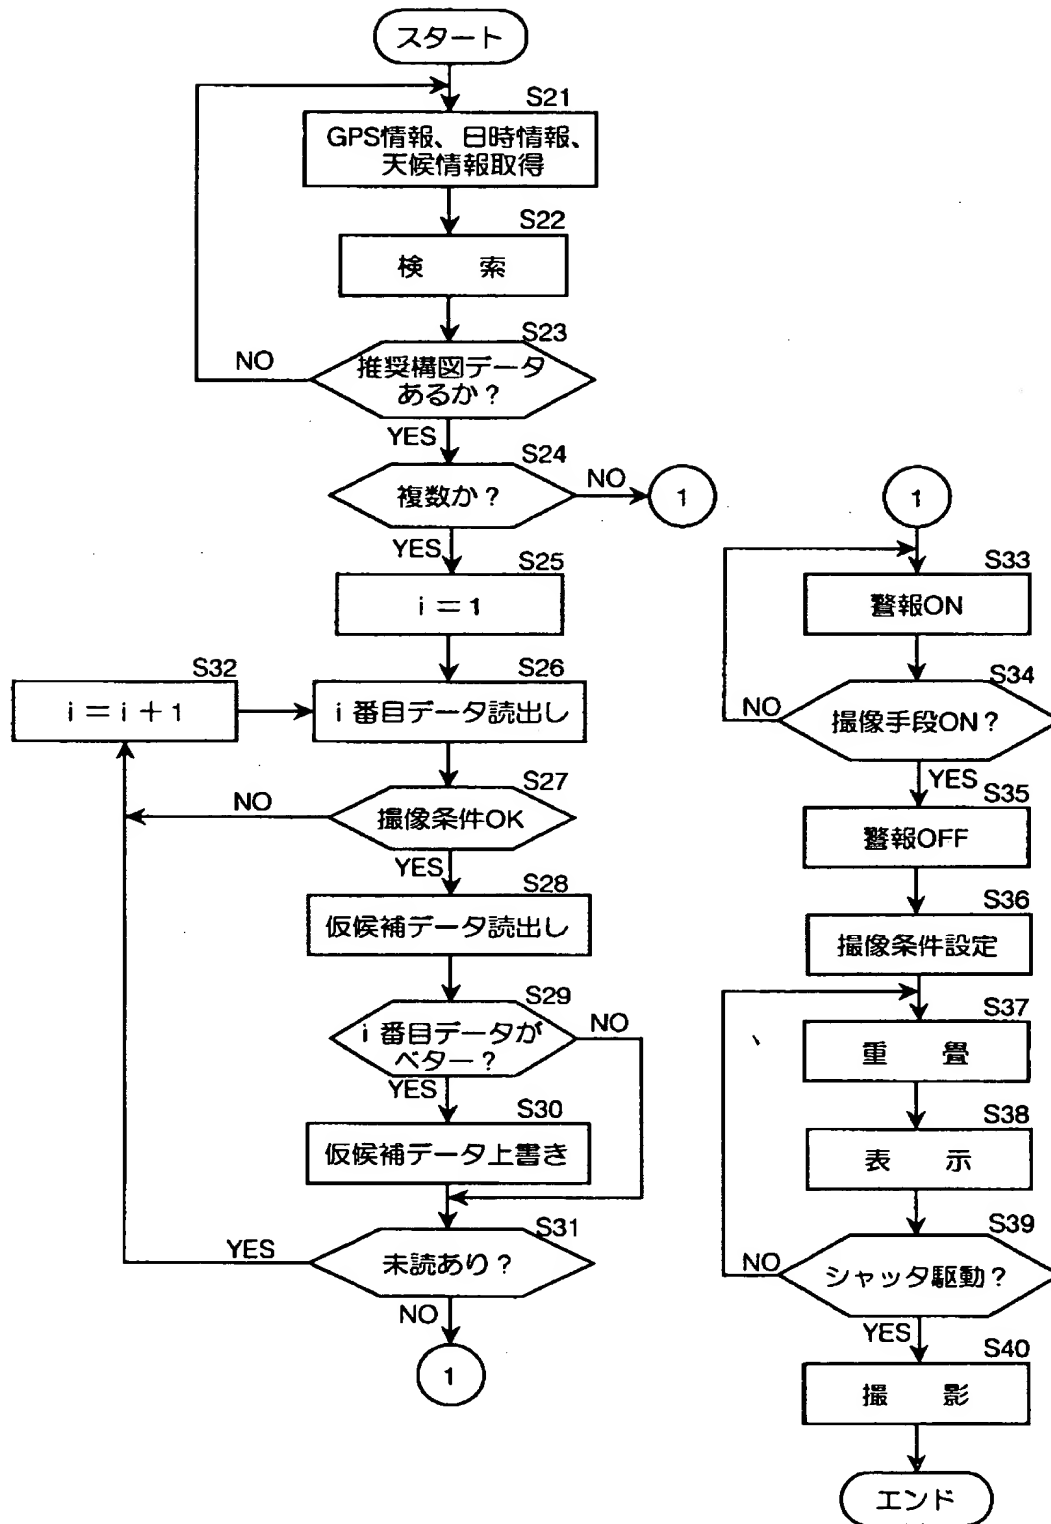 スタート
S21
GPS情報、日時情報、
天候情報取得
S22
検 索
S23
推奨構図データ
あるか？
NO
YES
S24
複数か？
NO
1
YES
S25
i＝1
S32
i＝i＋1
S26
i番目データ読出し
S27
撮像条件OK
NO
YES
S28
仮候補データ読出し
S29
i番目データが
ベター？
NO
YES
S30
仮候補データ上書き
S31
未読あり？
YES
NO
1
1
S33
警報ON
S34
撮像手段ON？
NO
YES
S35
警報OFF
S36
撮像条件設定
S37
重 畳
S38
表 示
S39
シャッタ駆動？
NO
YES
S40
撮 影
エンド